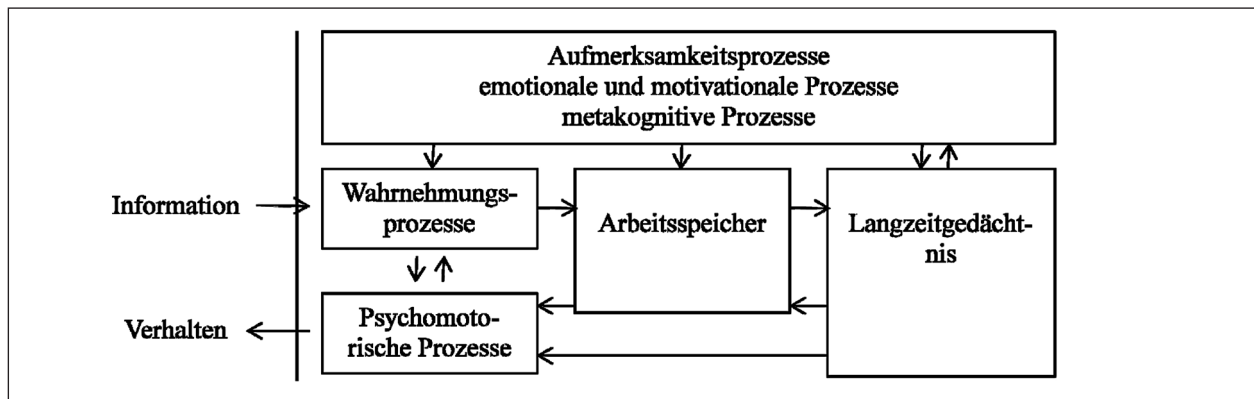 Aufmerksamkeitsprozesse
emotionale und motivationale Prozesse
metakognitive Prozesse
Information
Wahrnehmungs-
prozesse
Arbeitsspeicher
Langzeitgedächt-
nis
Verhalten
Psychomoto-
rische Prozesse